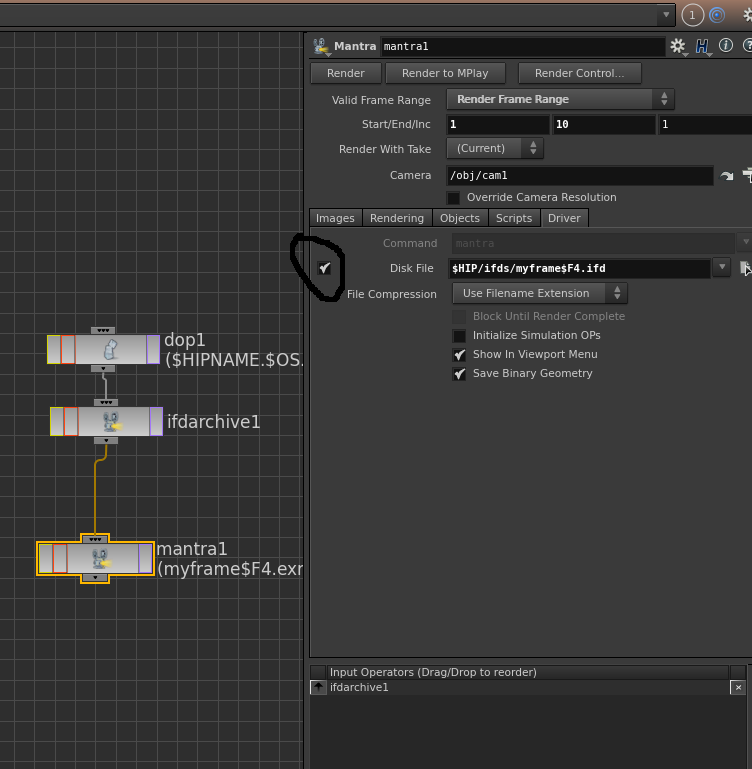 1
Mantra mantra1
Render Render to MPlay Render Control...
Valid Frame Range Render Frame Range
Start/End/Inc 1 10 1
Render With Take (Current)
Camera /obj/cam1
Override Camera Resolution
Images Rendering Objects Scripts Driver
Command mantra
Disk File $HIP/ifds/myframe$F4.ifd
File Compression Use Filename Extension
Block Until Render Complete
Initialize Simulation OPs
Show In Viewport Menu
Save Binary Geometry
dop1
($HIPNAME.$OS.
ifdarchive1
mantra1
(myframe$F4.exr
Input Operators (Drag/Drop to reorder)
ifdarchive1